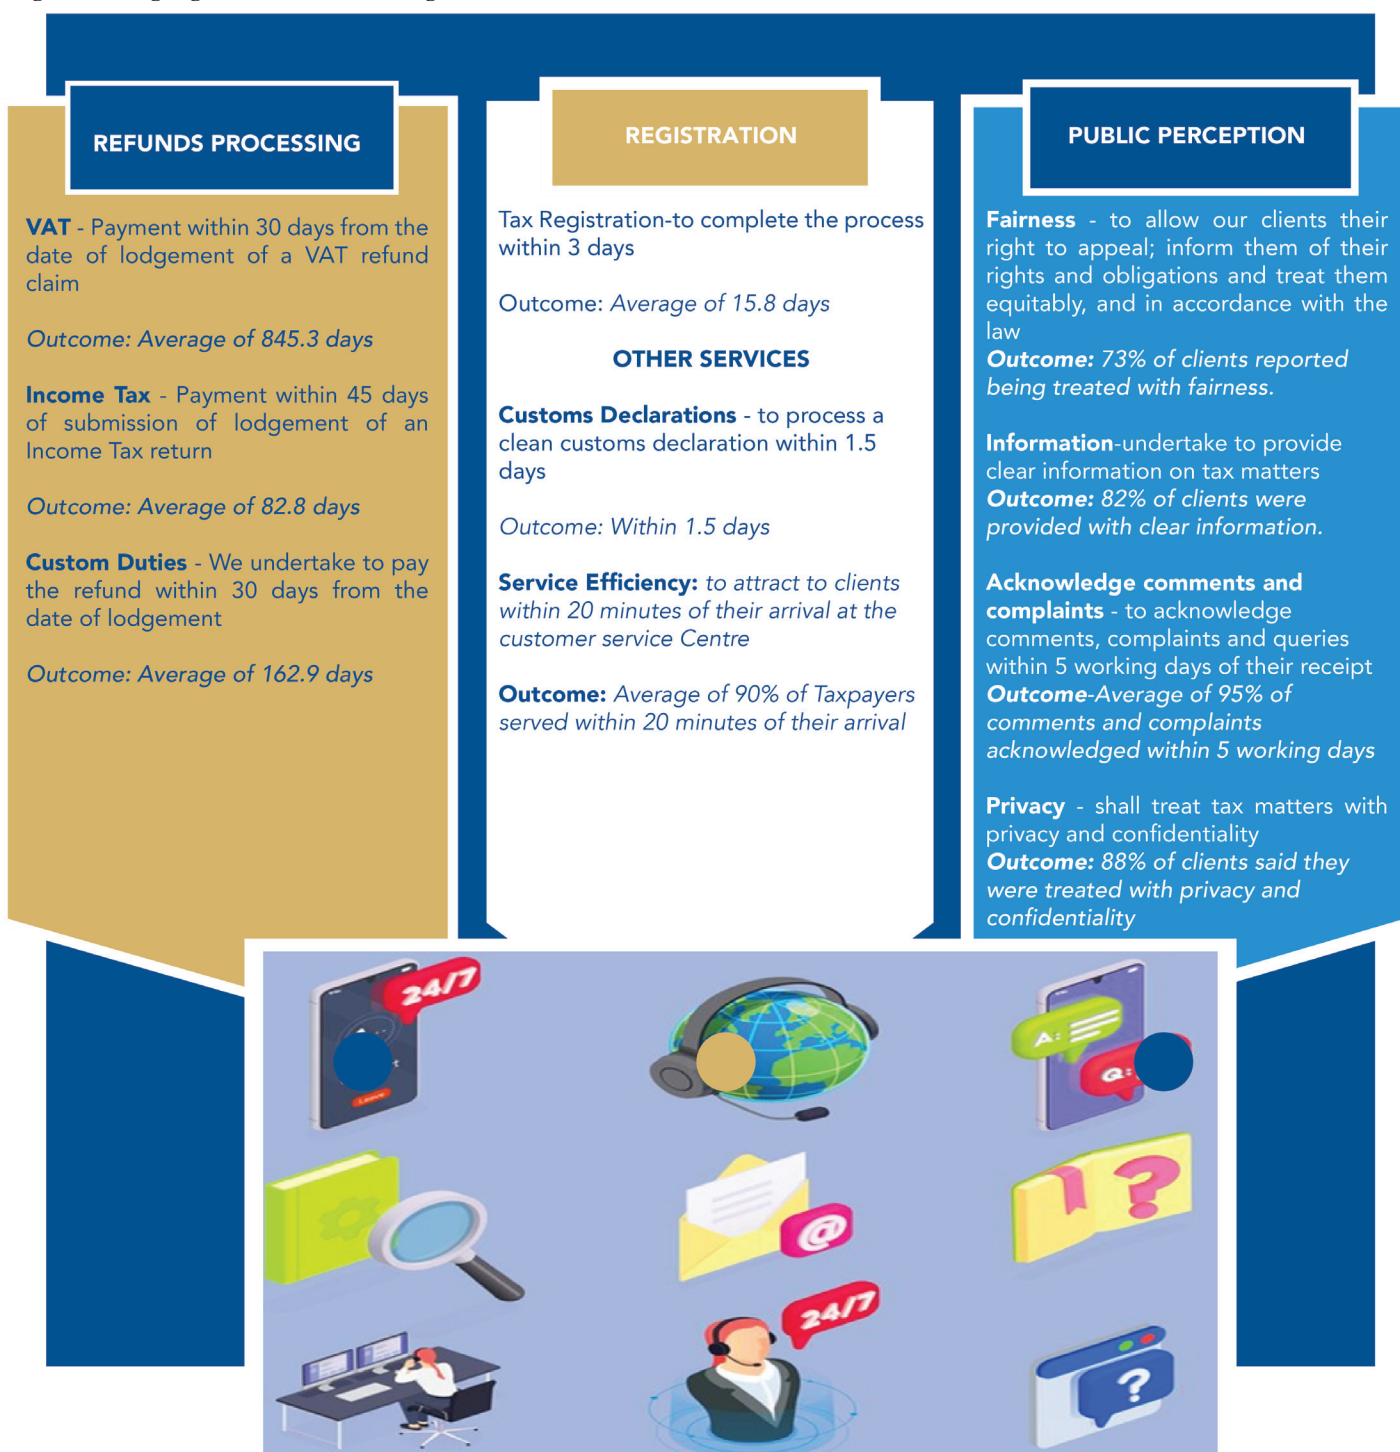 REFUNDS PROCESSING
VAT - Payment within 30 days from the
date of lodgement of a VAT refund
claim
Outcome: Average of 845.3 days
Income Tax - Payment within 45 days
of submission of lodgement of an
Income Tax return
Outcome: Average of 82.8 days
Custom Duties - We undertake to pay
the refund within 30 days from the
date of lodgement
Outcome: Average of 162.9 days
REGISTRATION
Tax Registration-to complete the process
within 3 days
Outcome: Average of 15.8 days
OTHER SERVICES
Customs Declarations - to process a
clean customs declaration within 1.5
days
Outcome: Within 1.5 days
Service Efficiency: to attract to clients
within 20 minutes of their arrival at the
customer service Centre
Outcome: Average of 90% of Taxpayers
served within 20 minutes of their arrival
PUBLIC PERCEPTION
Fairness - to allow our clients their
right to appeal; inform them of their
rights and obligations and treat them
equitably, and in accordance with the
law
Outcome: 73% of clients reported
being treated with fairness.
Information-undertake to provide
clear information on tax matters
Outcome: 82% of clients were
provided with clear information.
Acknowledge comments and
complaints - to acknowledge
comments, complaints and queries
within 5 working days of their receipt
Outcome-Average of 95% of
comments and complaints
acknowledged within 5 working days
Privacy - shall treat tax matters with
privacy and confidentiality
Outcome: 88% of clients said they
were treated with privacy and
confidentiality
24/7
Leave
A:
Q:
@
?
24/7
?